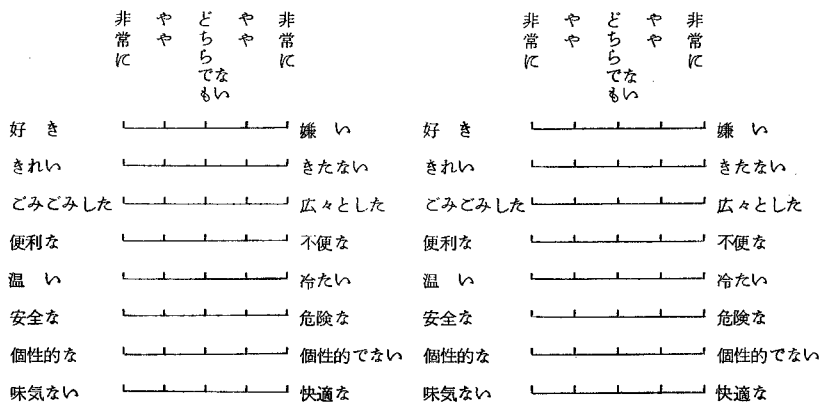 非常に やや どちらでもない やや 非常に
好き 嫌い
きれい きたない
ごみごみした 広々とした
便利な 不便な
温い 冷たい
安全な 危険な
個性的な 個性的でない
味気ない 快適な
非常に やや どちらでもない やや 非常に
好き 嫌い
きれい きたない
ごみごみした 広々とした
便利な 不便な
温い 冷たい
安全な 危険な
個性的な 個性的でない
味気ない 快適な